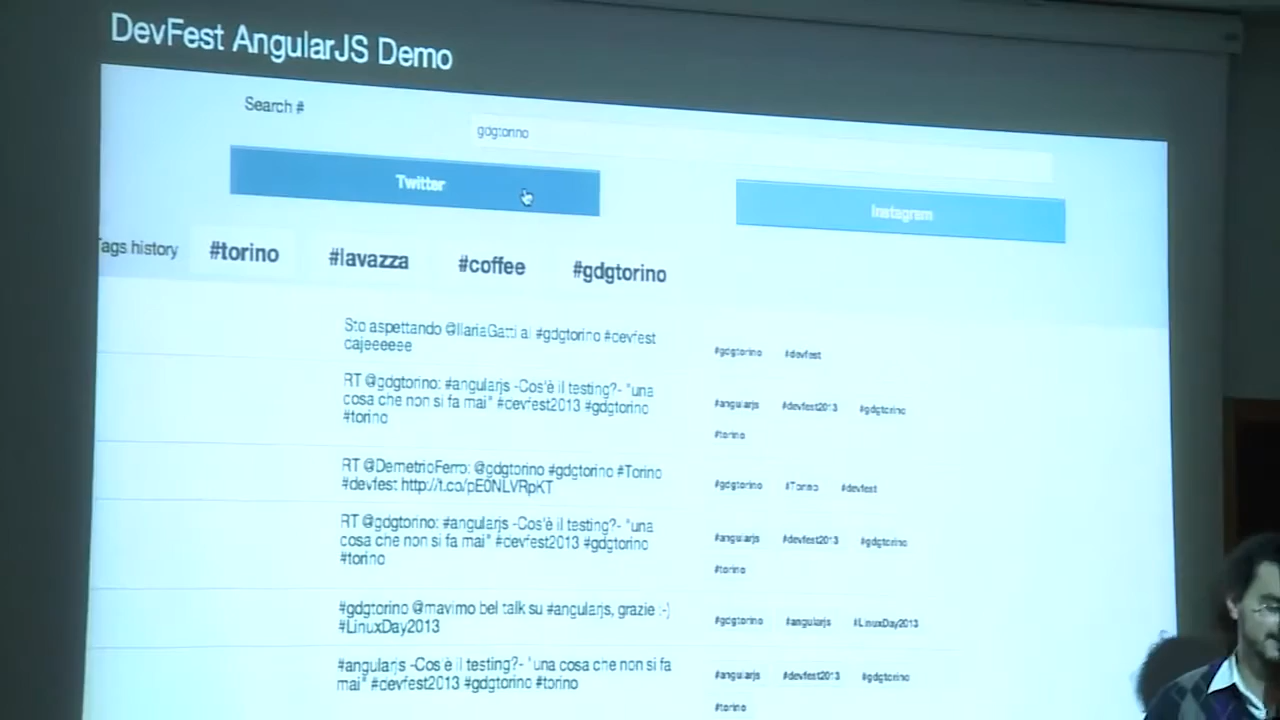 DevFest AngularJS Demo
Search #
gdgtorino
Twitter
Instagram
Tags history
#torino
#lavazza
#coffee
#gdgtorino
Sto aspettando @IlariaGatti al #gdgtorino #devfest
cajeeeeee
#gdgtorino #devfest
RT @gdgtorino: #angularjs -Cos'è il testing?- "una
cosa che non si fa mai" #devfest2013 #gdgtorino
#torino
#angularjs #devfest2013 #gdgtorino
#torino
RT @DemetrioFerro: @gdgtorino #gdgtorino #Torino
#devfest http://t.co/pE0NLVRpKT
#gdgtorino #Torino #devfest
RT @gdgtorino: #angularjs -Cos'è il testing?- "una
cosa che non si fa mai" #devfest2013 #gdgtorino
#torino
#angularjs #devfest2013 #gdgtorino
#torino
#gdgtorino @mavimo bel talk su #angularjs, grazie :-)
#LinuxDay2013
#gdgtorino #angularjs #LinuxDay2013
#angularjs -Cos è il testing?- "una cosa che non si fa
mai" #devfest2013 #gdgtorino #torino
#angularjs #devfest2013 #gdgtorino
#torino